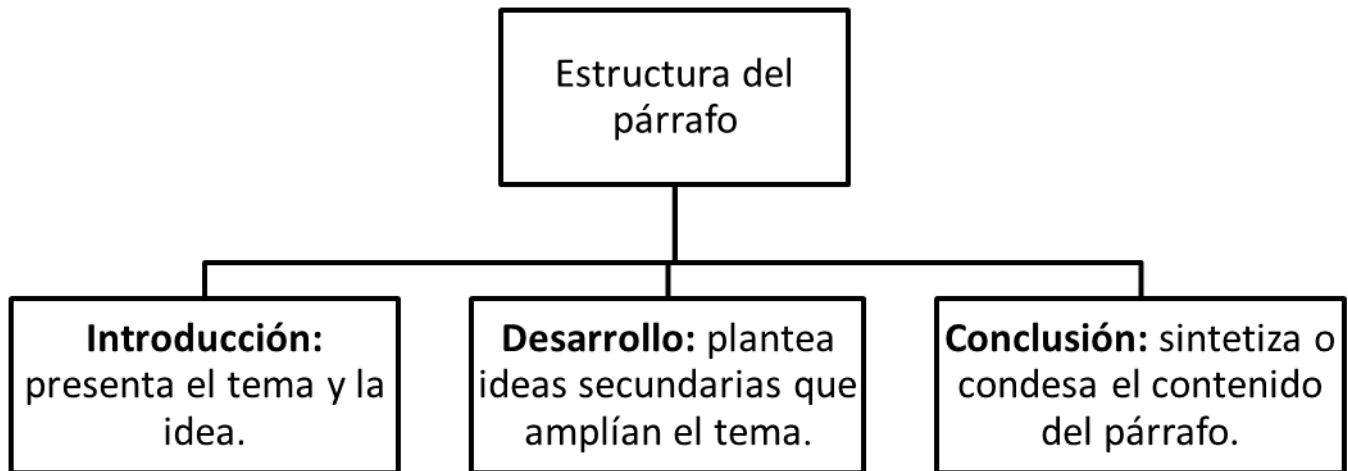 Estructura del
párrafo
Introducción:
presenta el tema y la
idea.
Desarrollo: plantea
ideas secundarias que
amplían el tema.
Conclusión: sintetiza o
condesa el contenido
del párrafo.